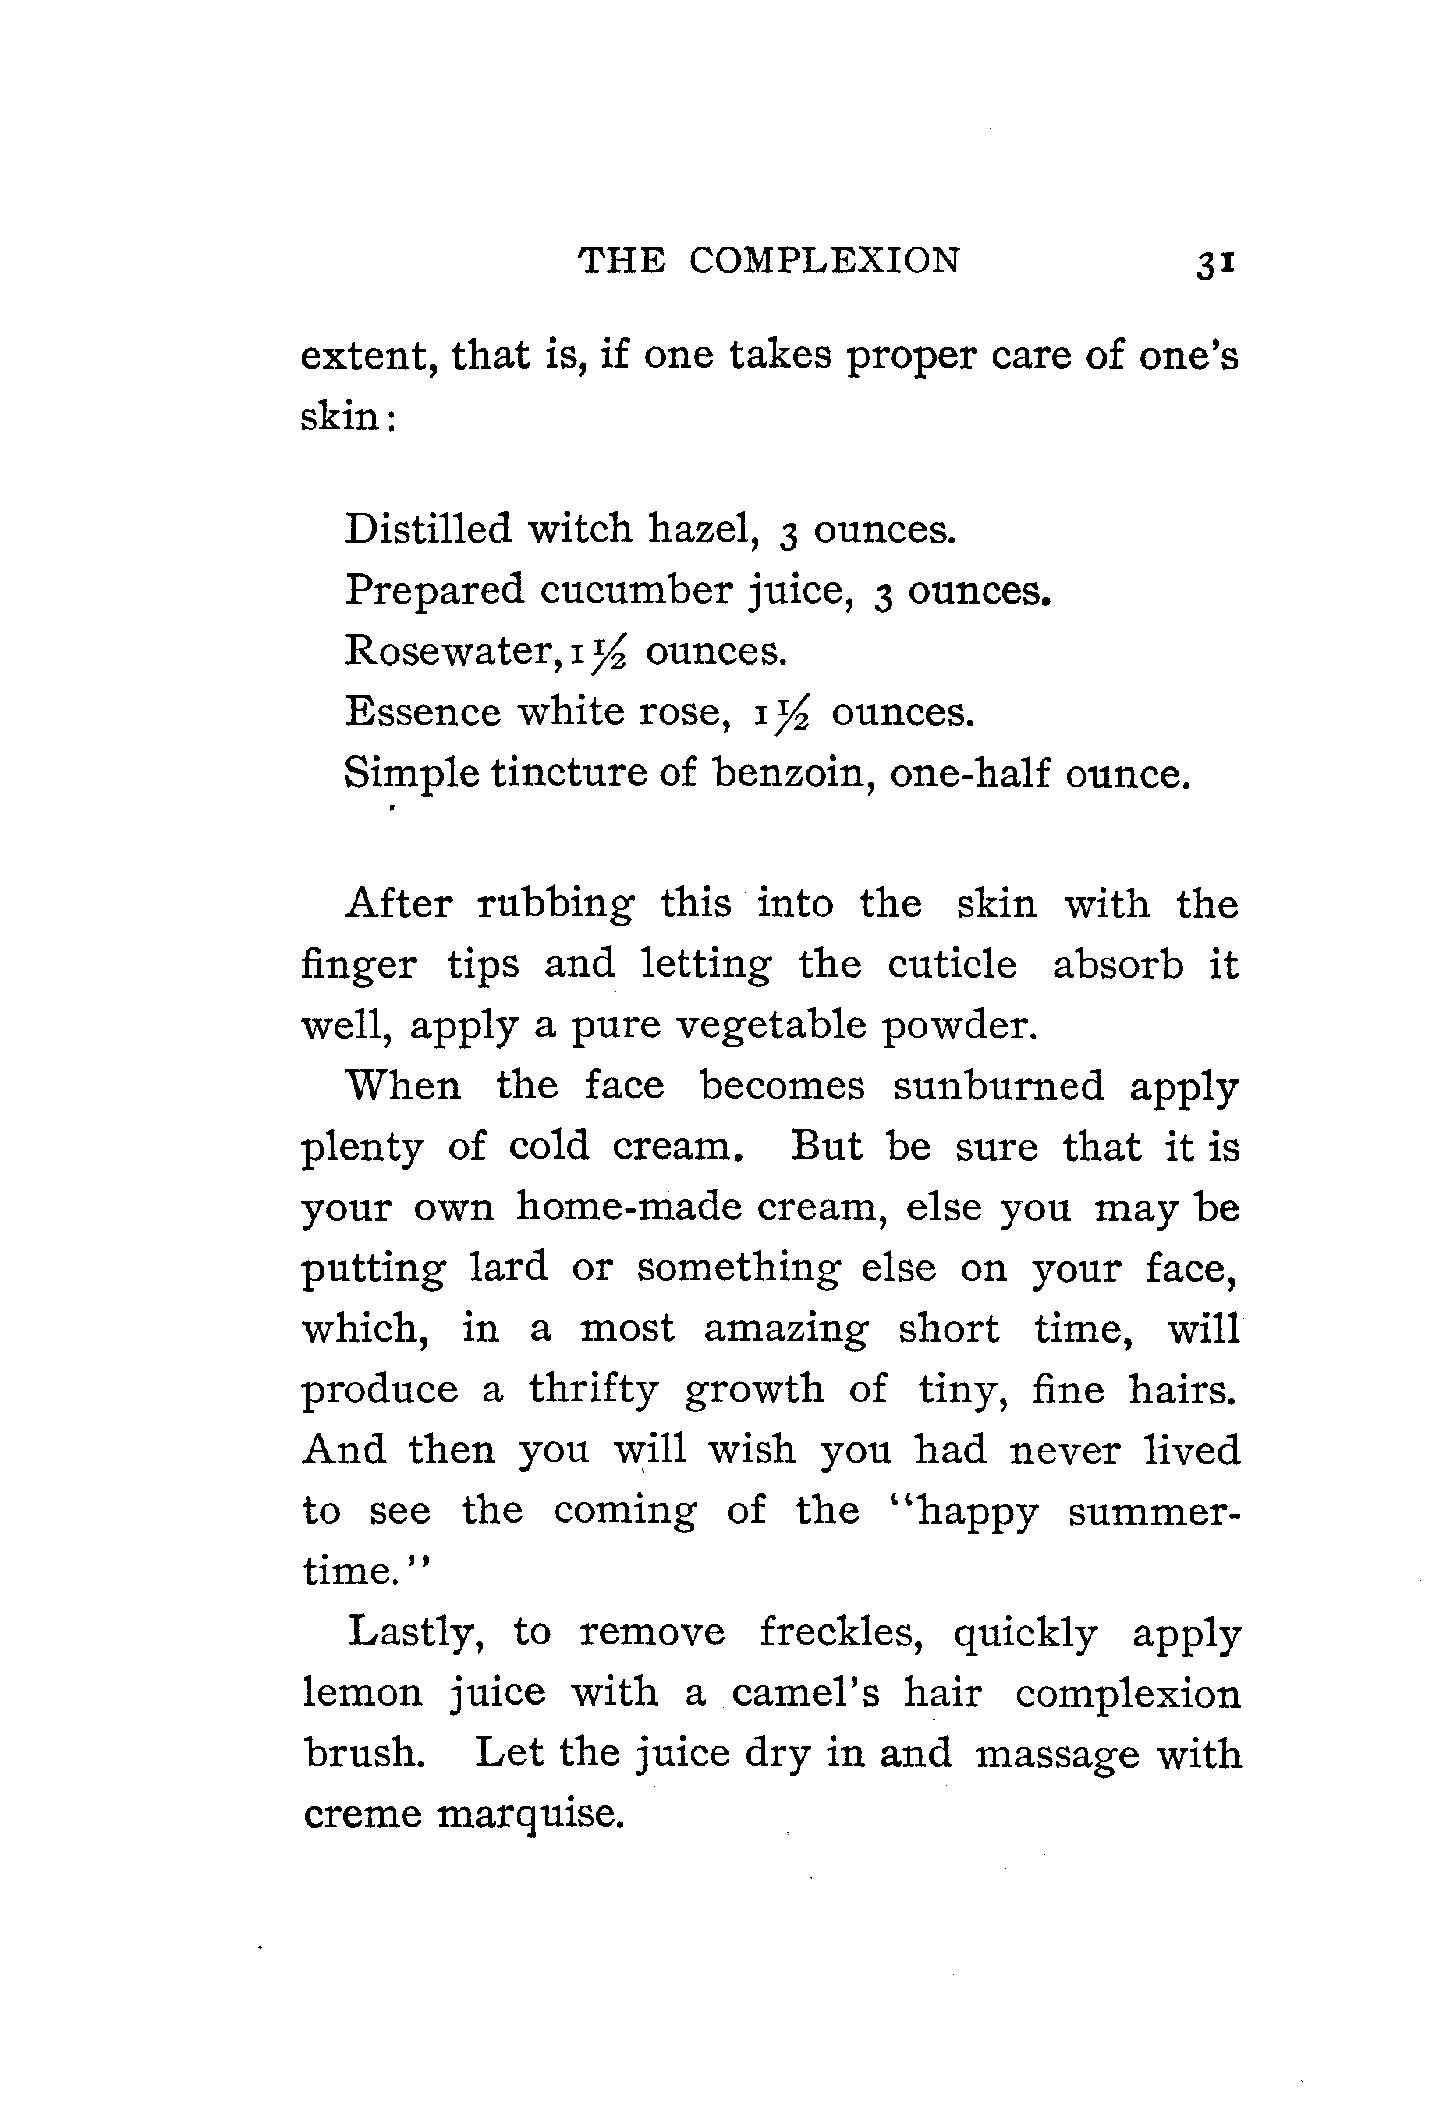 THE COMPLEXION 31
extent, that is, if one takes proper care of one's
skin:
Distilled witch hazel, 3 ounces.
Prepared cucumber juice, 3 ounces.
Rosewater, 1½ ounces.
Essence white rose, 1½ ounces.
Simple tincture of benzoin, one-half ounce.
After rubbing this into the skin with the
finger tips and letting the cuticle absorb it
well, apply a pure vegetable powder.
When the face becomes sunburned apply
plenty of cold cream. But be sure that it is
your own home-made cream, else you may be
putting lard or something else on your face,
which, in a most amazing short time, will
produce a thrifty growth of tiny, fine hairs.
And then you will wish you had never lived
to see the coming of the "happy summer-
time."
Lastly, to remove freckles, quickly apply
lemon juice with a camel's hair complexion
brush. Let the juice dry in and massage with
creme marquise.